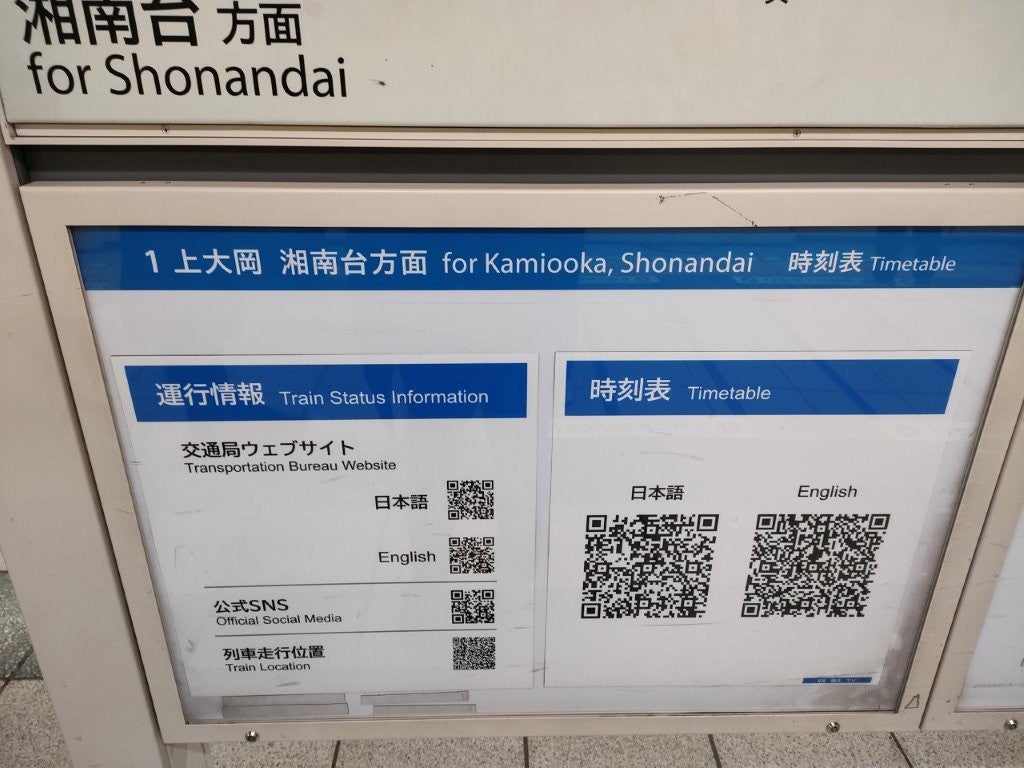 湘南台 方面
for Shonandai
1 上大岡 湘南台方面 for Kamiooka, Shonandai 時刻表 Timetable
運行情報 Train Status Information
交通局ウェブサイト
Transportation Bureau Website
日本語
English
公式SNS
Official Social Media
列車走行位置
Train Location
時刻表 Timetable
日本語 English